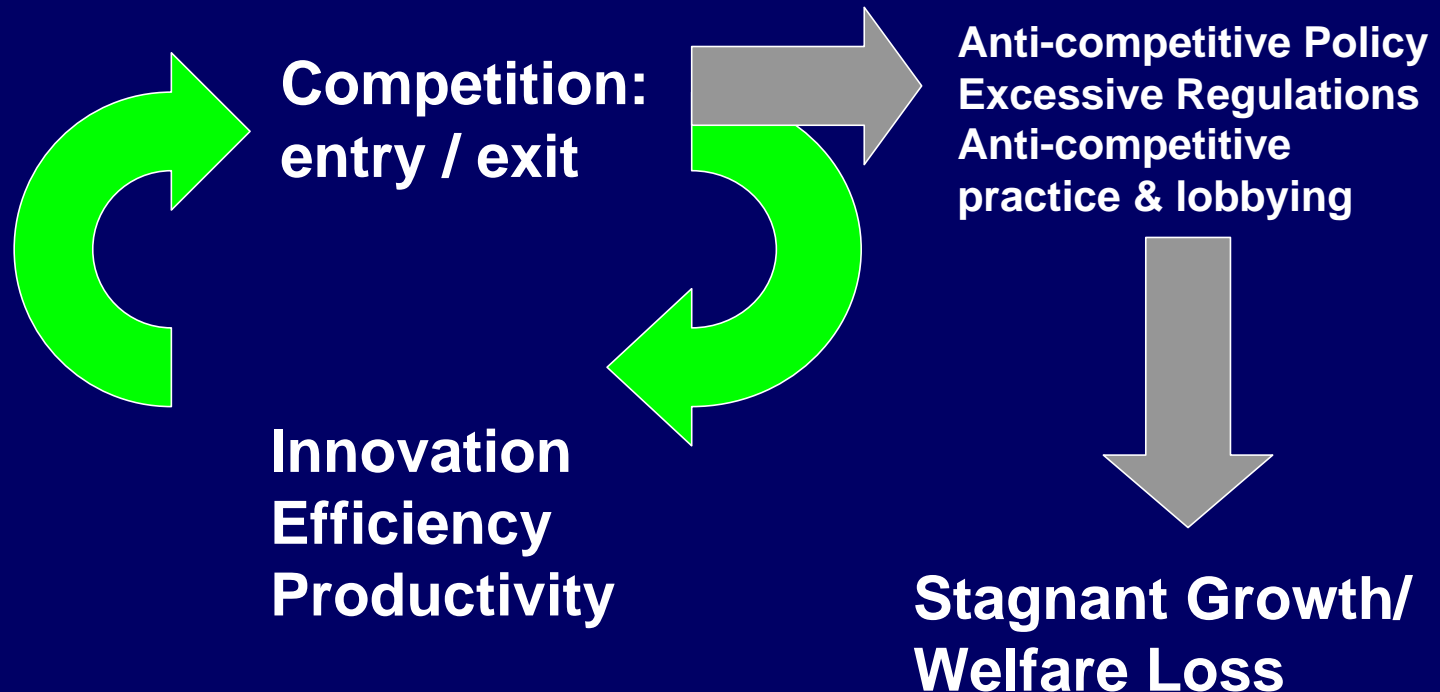 Competition:
entry / exit
Anti-competitive Policy
Excessive Regulations
Anti-competitive
practice & lobbying
Innovation
Efficiency
Productivity
Stagnant Growth/
Welfare Loss